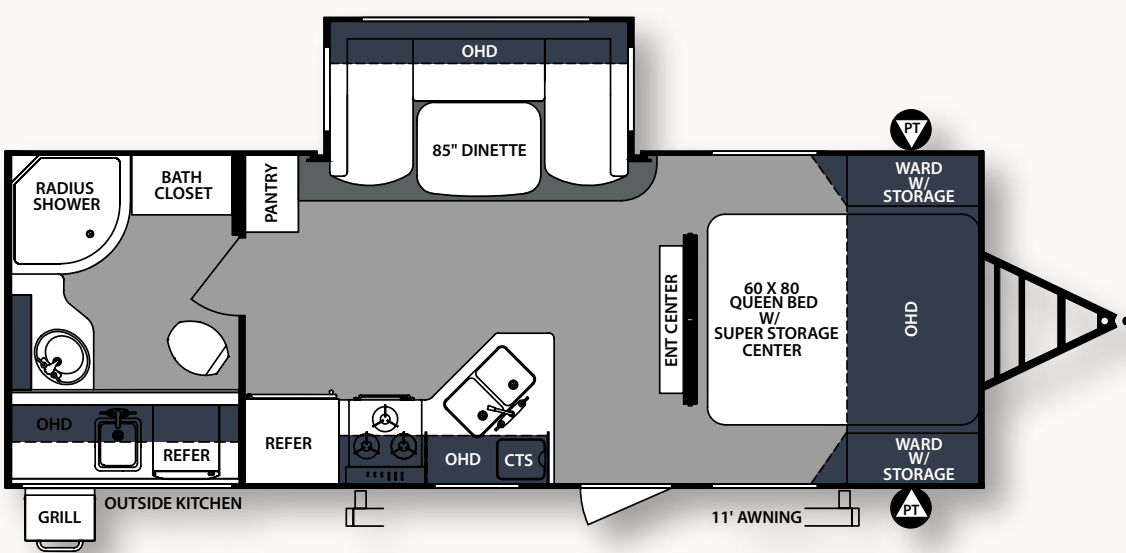 OHD
85" DINETTE
PT
RADIUS
SHOWER
BATH
CLOSET
PANTRY
WARD
W/
STORAGE
ENT CENTER
60 X 80
QUEEN BED
W/
SUPER STORAGE
CENTER
OHD
OHD
REFER
REFER
OHD
CTS
WARD
W/
STORAGE
GRILL
OUTSIDE KITCHEN
11' AWNING
PT